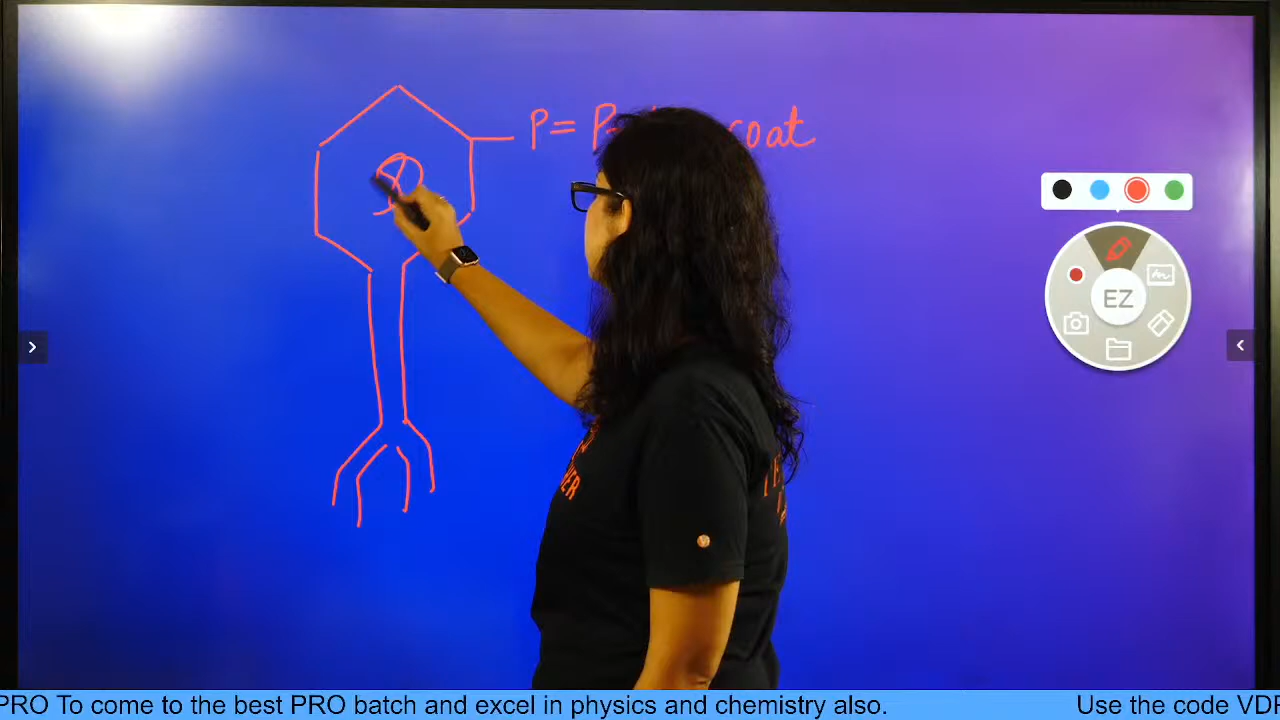 P= P coat
EZ
PRO To come to the best PRO batch and excel in physics and chemistry also. Use the code VDP